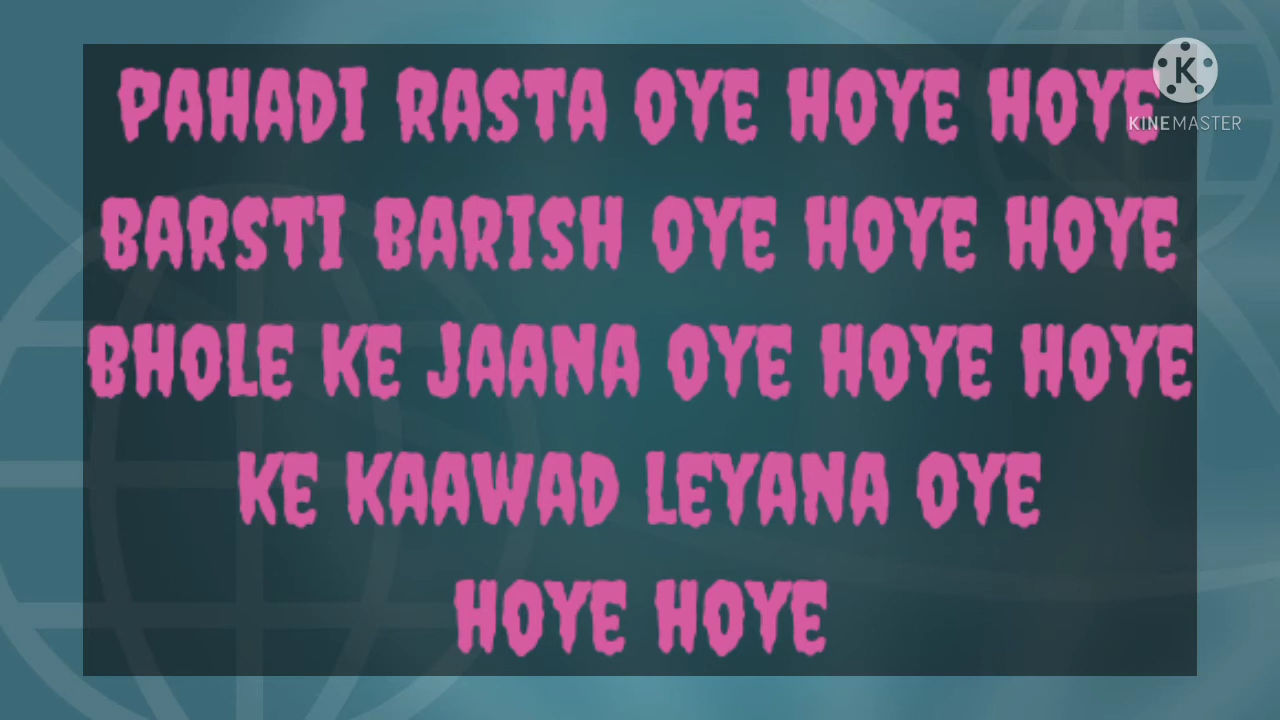 PAHADI RASTA OYE HOYE HOYE
KINEMASTER
BARSTI BARISH OYE HOYE HOYE
BHOLE KE JAANA OYE HOYE HOYE
KE KAAWAD LEYANA OYE
HOYE HOYE